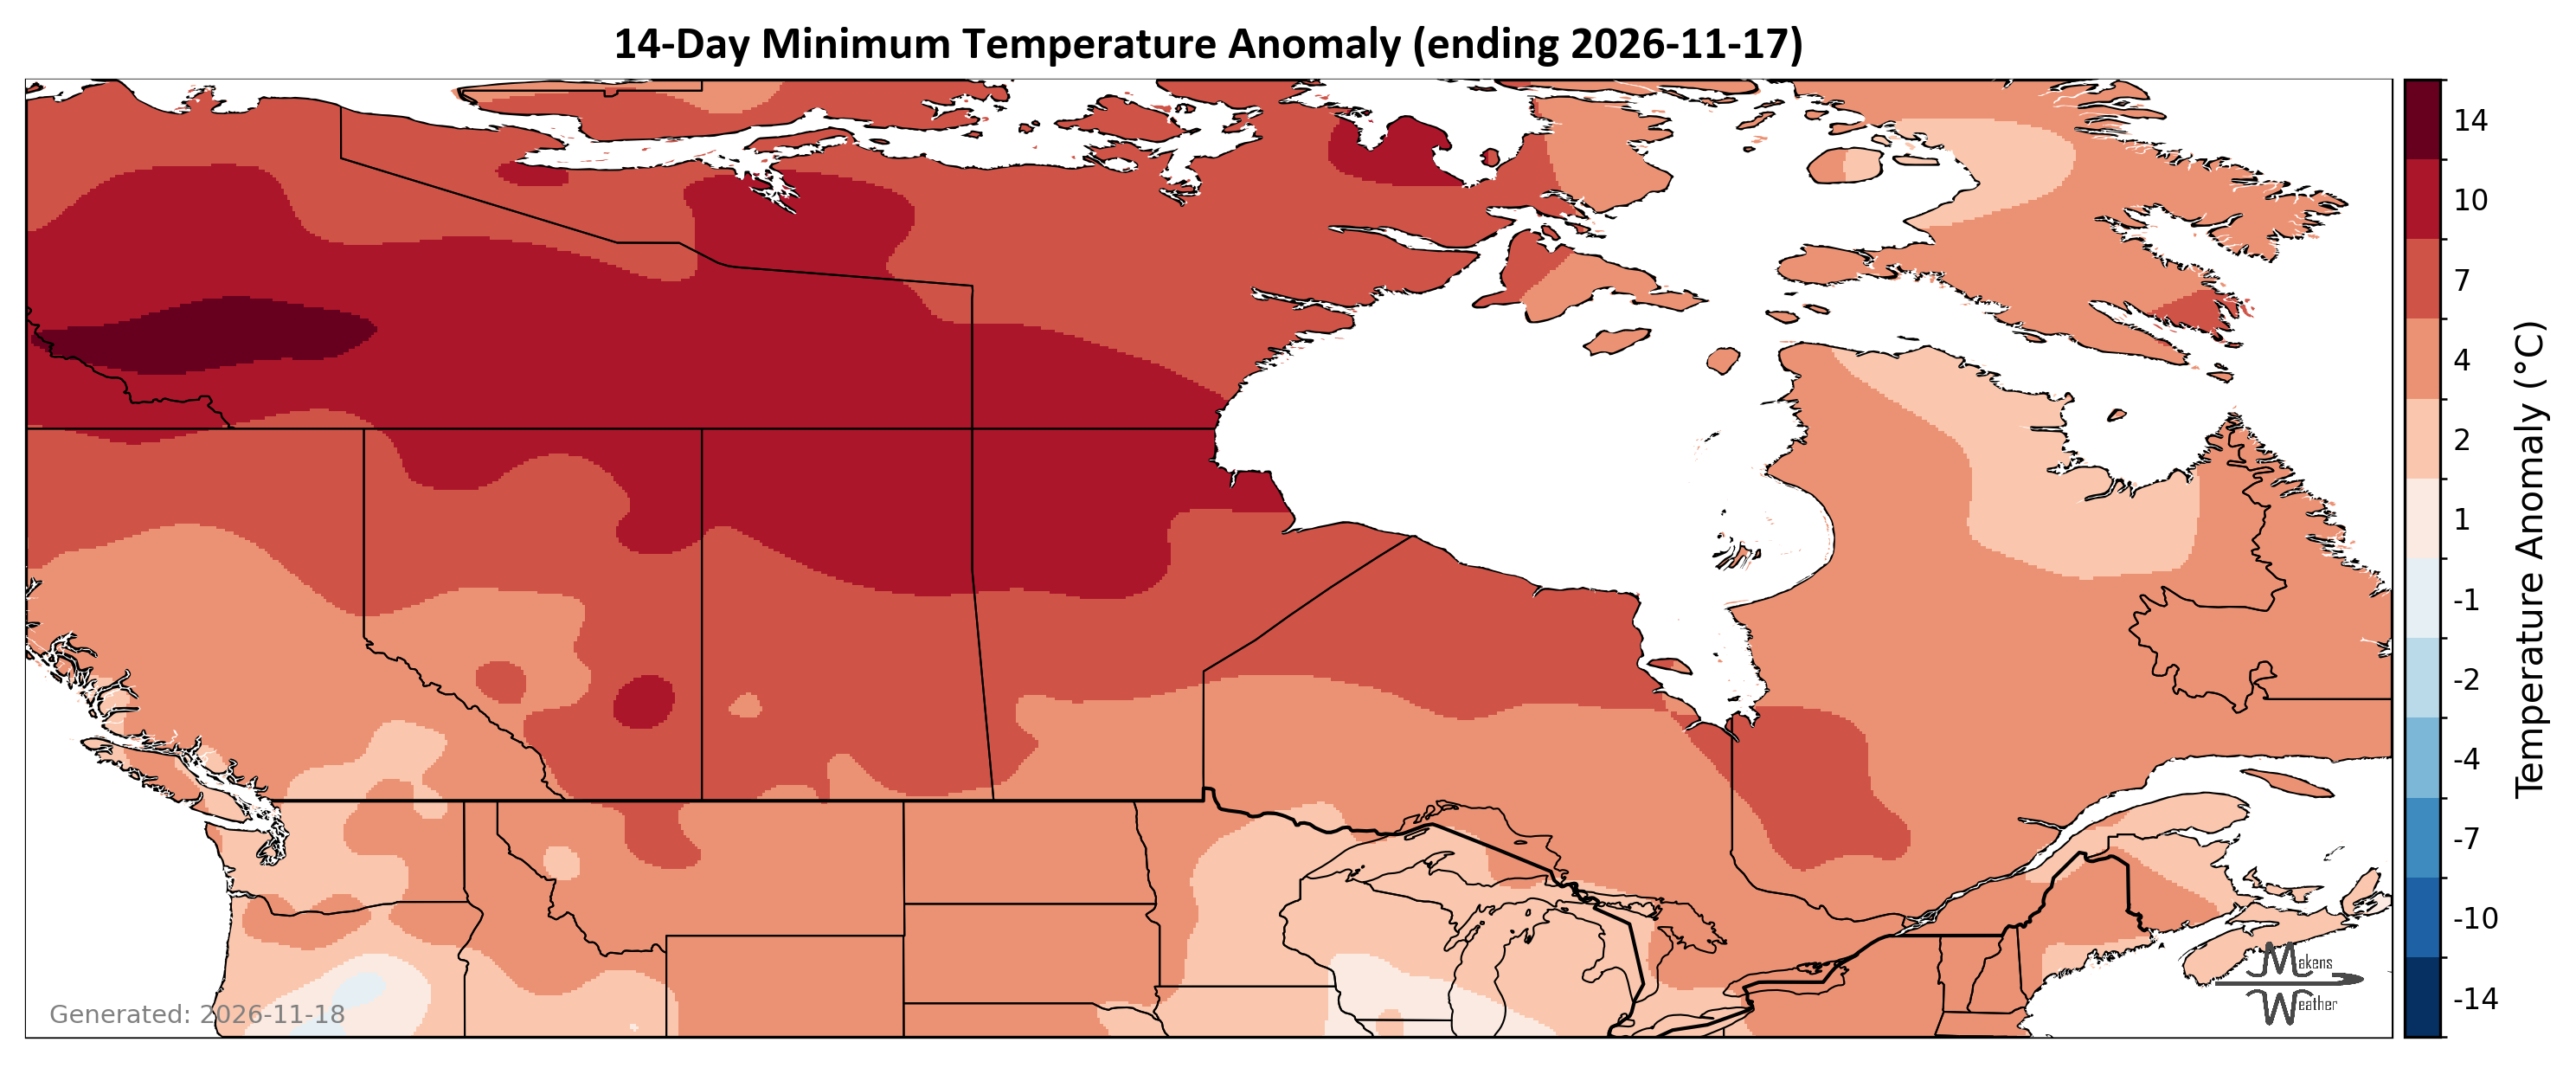 14-Day Minimum Temperature Anomaly (ending 2026-11-17)
14
10
7
4
2
1
-1
-2
-4
-7
-10
-14
Temperature Anomaly (°C)
Makens
Weather
Generated: 2026-11-18